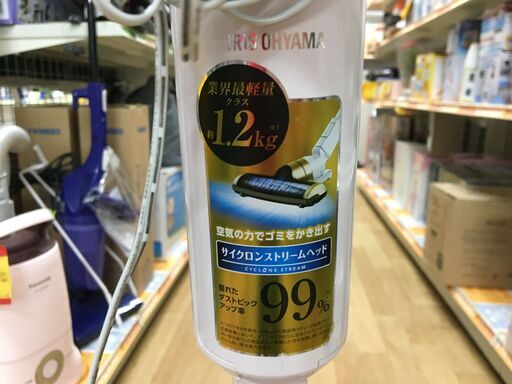 IRIS OHYAMA
業界最軽量
クラス
約1.2kg ※1
空気の力でゴミをかき出す
サイクロンストリームヘッド
CYCLONE STREAM
優れた
ダストピック
アップ率
99%
Panasonic